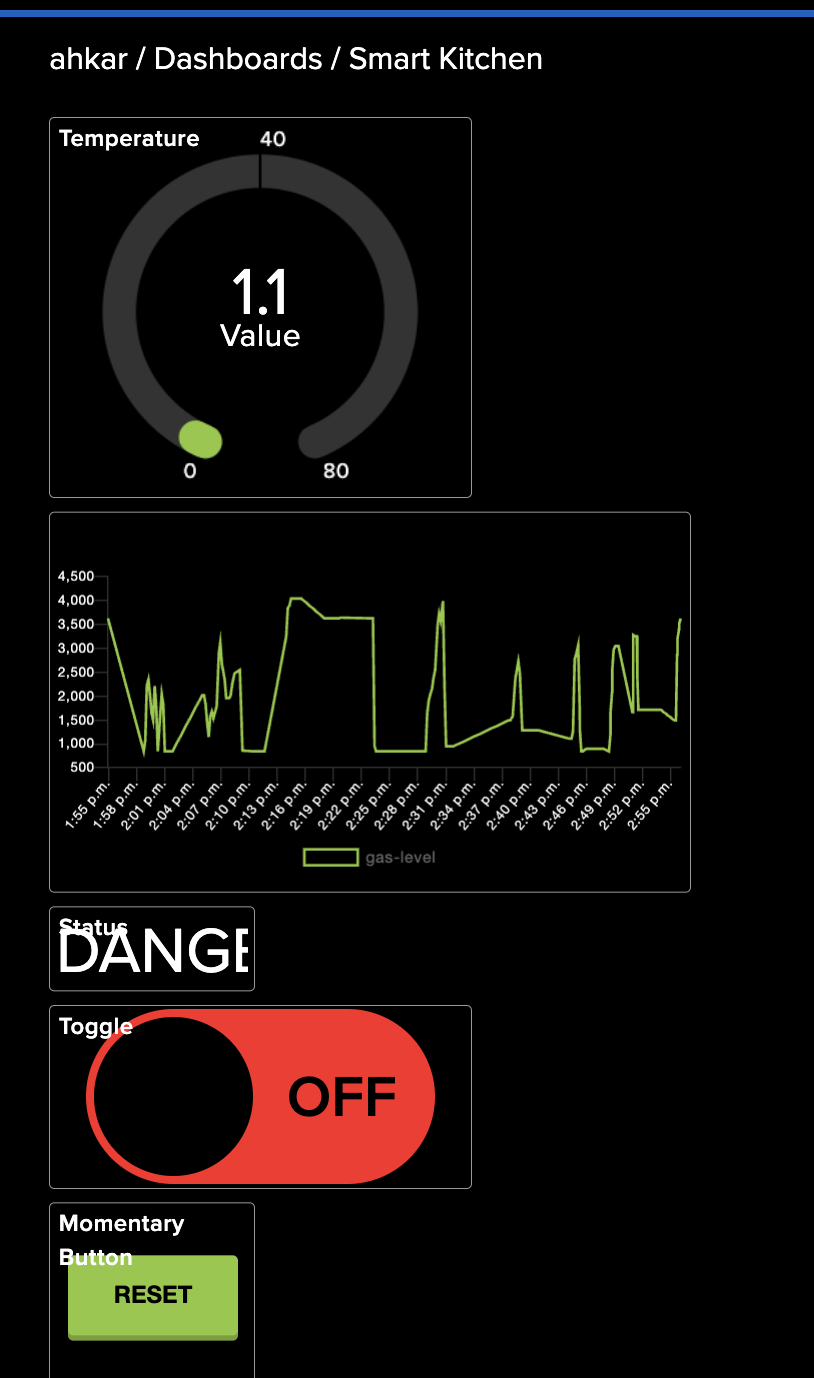 ahkar / Dashboards / Smart Kitchen
Temperature
40
1.1
Value
0
80
4,500
4,000
3,500
3,000
2,500
2,000
1,500
1,000
500
1:55 p.m.
1:58 p.m.
2:01 p.m.
2:04 p.m.
2:07 p.m.
2:10 p.m.
2:13 p.m.
2:16 p.m.
2:19 p.m.
2:22 p.m.
2:25 p.m.
2:28 p.m.
2:31 p.m.
2:34 p.m.
2:37 p.m.
2:40 p.m.
2:43 p.m.
2:46 p.m.
2:49 p.m.
2:52 p.m.
2:55 p.m.
gas-level
Status
DANGE
Toggle
OFF
Momentary
Button
RESET